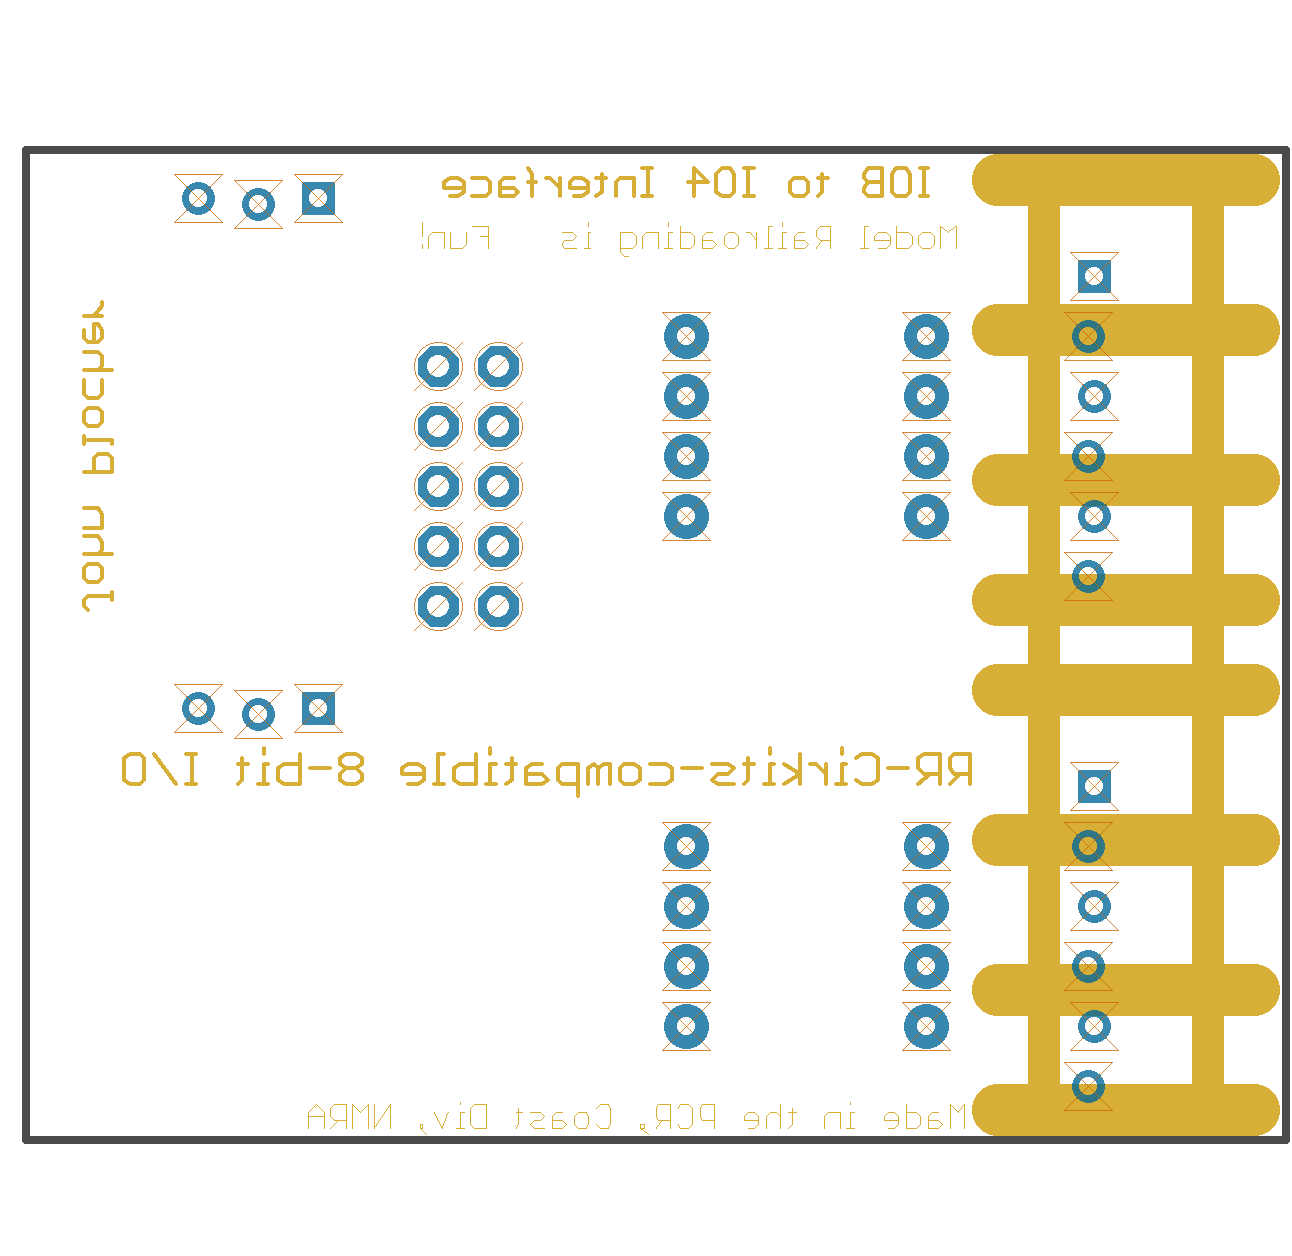 IOB to IO4 Interface
Model Railroading is Fun!
John Plocher
RR-Cirkits-compatible 8-bit I/O
Made in the PCR, Coast Div, NMRA